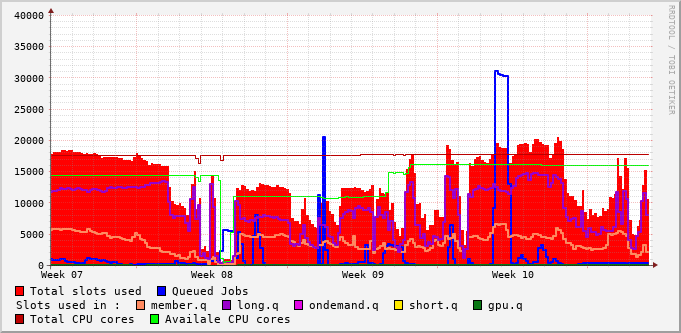 40000
35000
30000
25000
20000
15000
10000
5000
0
Week 07 Week 08 Week 09 Week 10
Total slots used Queued Jobs
Slots used in : member.q long.q ondemand.q short.q gpu.q
Total CPU cores Availale CPU cores
RRDTOOL / TOBI OETIKER